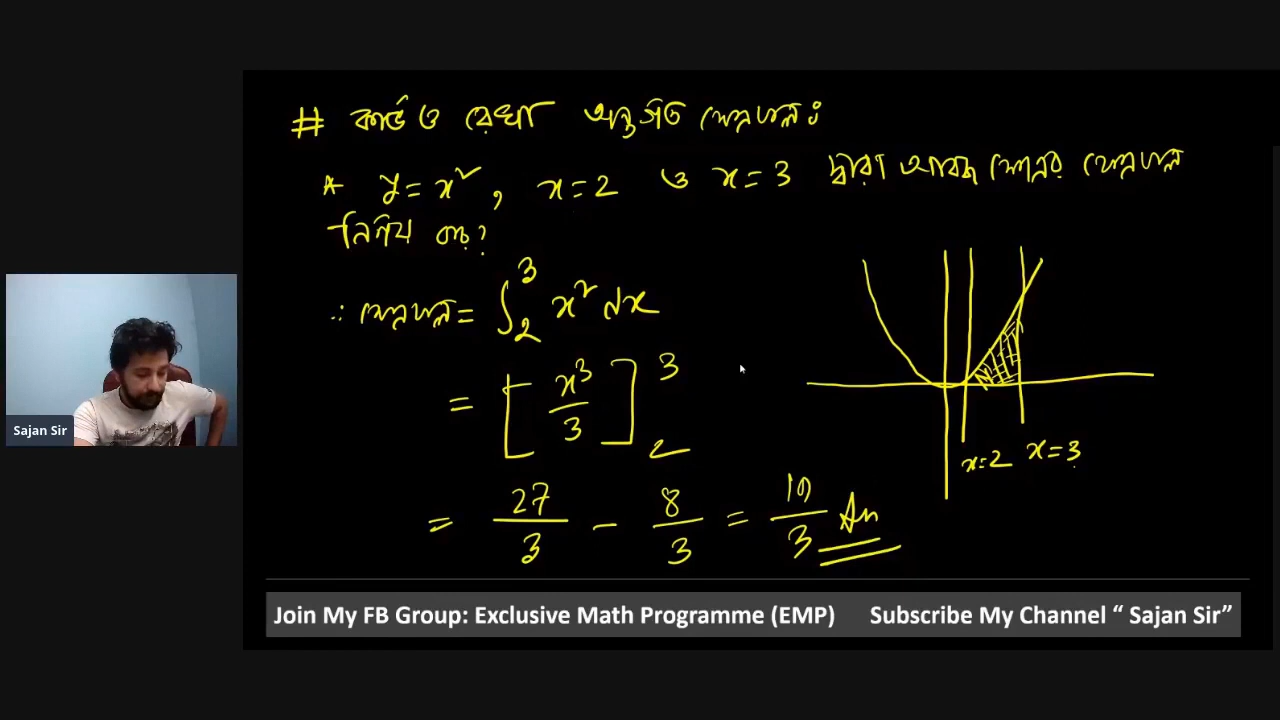 # কার্ভ ও রেখা অন্তর্গত ক্ষেত্রফলঃ
* y = x², x = 2 ও x = 3 দ্বারা আবদ্ধ ক্ষেত্রের ক্ষেত্রফল
নির্ণয় কর?
∴ ক্ষেত্রফল = ∫₂³ x² dx
= [x³/3]₂³
= 27/3 − 8/3 = 19/3 An
x=2 x=3
Sajan Sir
Join My FB Group: Exclusive Math Programme (EMP) Subscribe My Channel “ Sajan Sir”